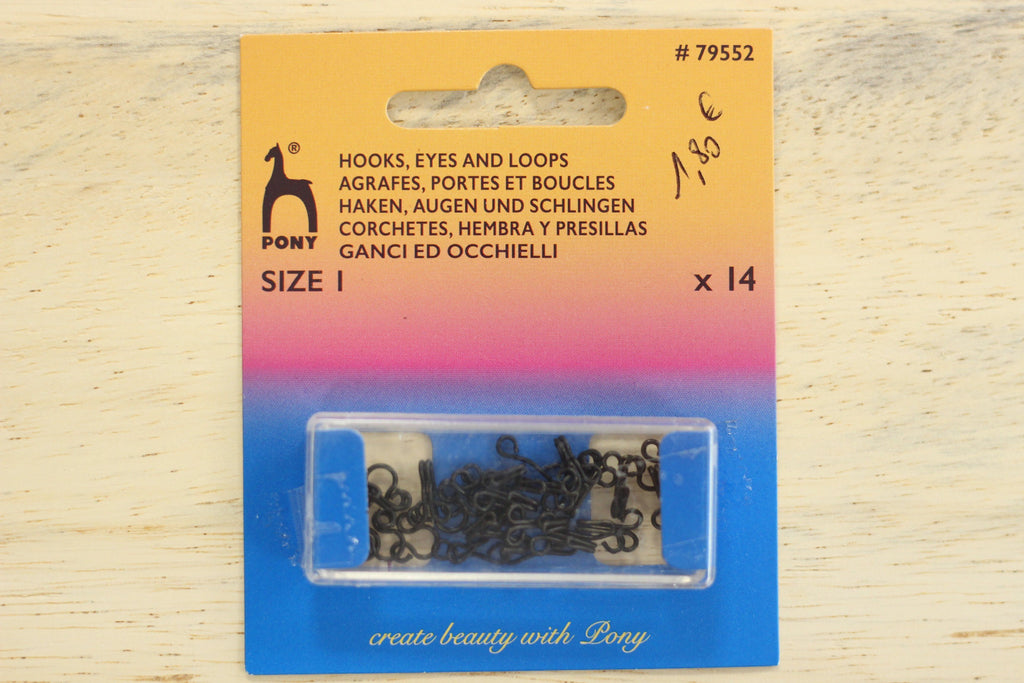 # 79552
1,80 €
®
HOOKS, EYES AND LOOPS
AGRAFES, PORTES ET BOUCLES
HAKEN, AUGEN UND SCHLINGEN
CORCHETES, HEMBRA Y PRESILLAS
GANCI ED OCCHIELLI
PONY
SIZE 1
x 14
create beauty with Pony